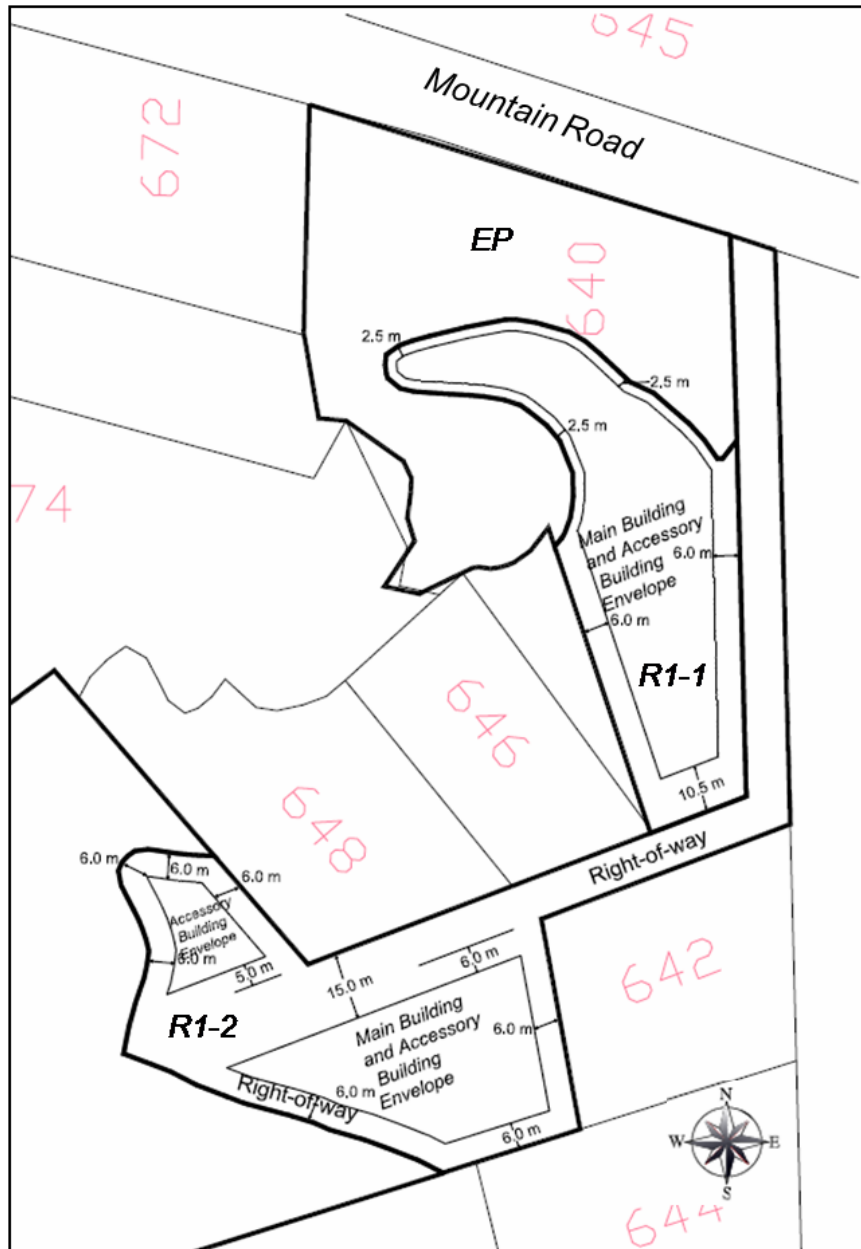 645
Mountain Road
672
EP
640
2.5 m
2.5 m
2.5 m
74
Main Building
and Accessory
Building
Envelope
6.0 m
6.0 m
R1-1
646
10.5 m
648
Right-of-way
6.0 m
6.0 m
6.0 m
Accessory
Building
Envelope
6.0 m
5.0 m
15.0 m
6.0 m
642
R1-2
Main Building
and Accessory
Building
Envelope
6.0 m
6.0 m
Right-of-way
6.0 m
N
W
E
S
644